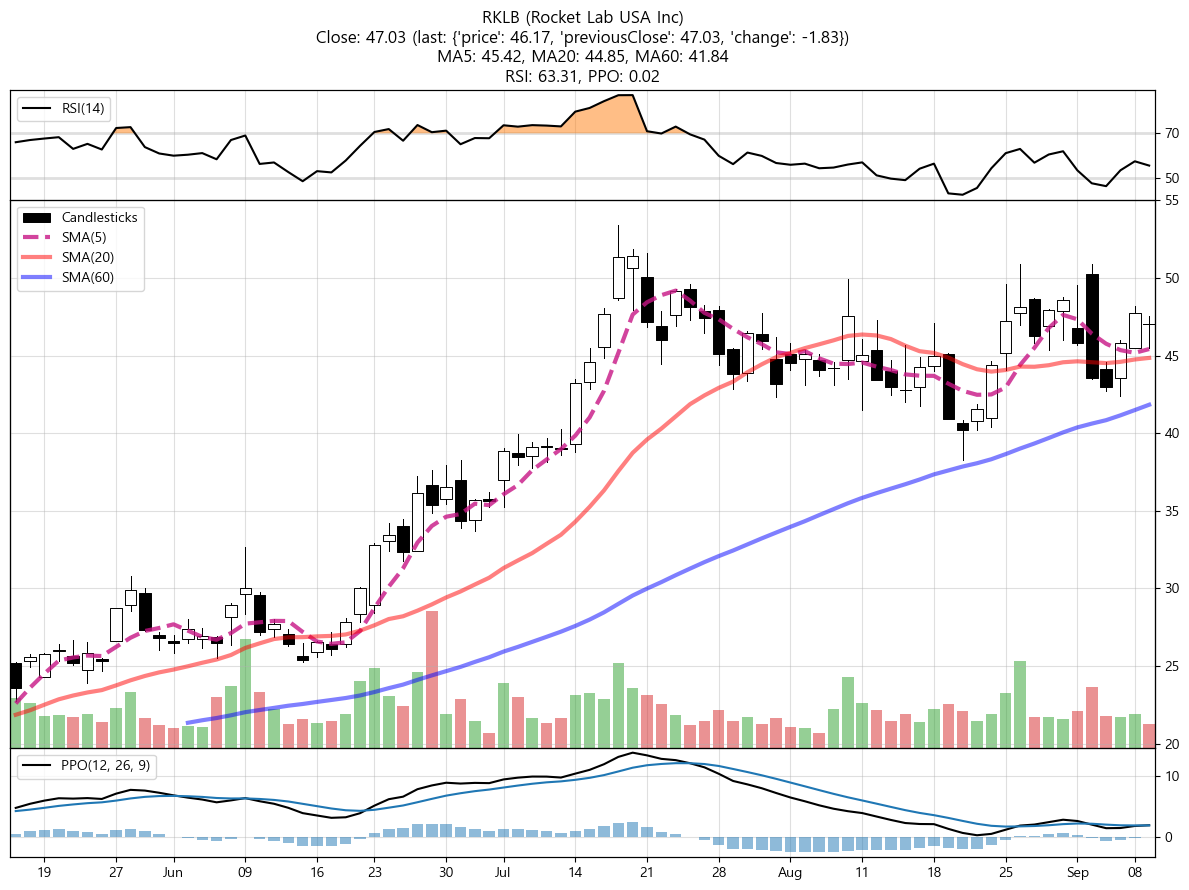 RKLB (Rocket Lab USA Inc)
Close: 47.03 (last: {'price': 46.17, 'previousClose': 47.03, 'change': -1.83})
MA5: 45.42, MA20: 44.85, MA60: 41.84
RSI: 63.31, PPO: 0.02
RSI(14)
70
50
55
Candlesticks
SMA(5)
SMA(20)
SMA(60)
50
45
40
35
30
25
20
PPO(12, 26, 9)
10
0
19 27 Jun 09 16 23 30 Jul 14 21 28 Aug 11 18 25 Sep 08